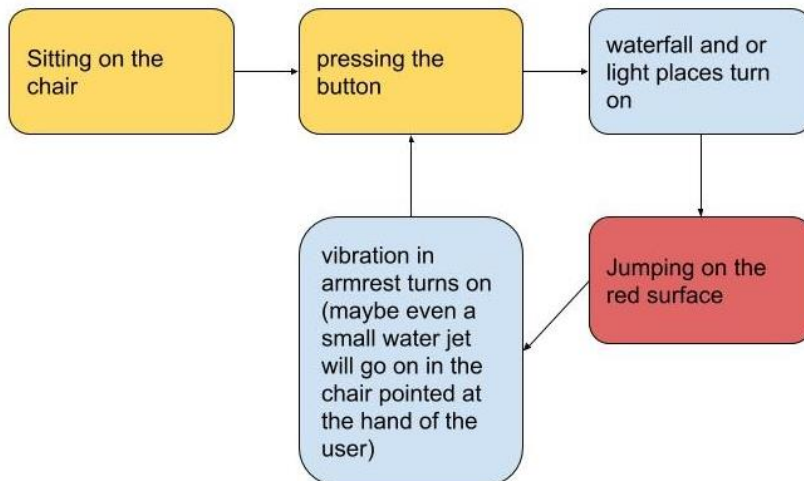 Sitting on the
chair
pressing the
button
waterfall and or
light places turn
on
Jumping on the
red surface
vibration in
armrest turns on
(maybe even a
small water jet
will go on in the
chair pointed at
the hand of the
user)